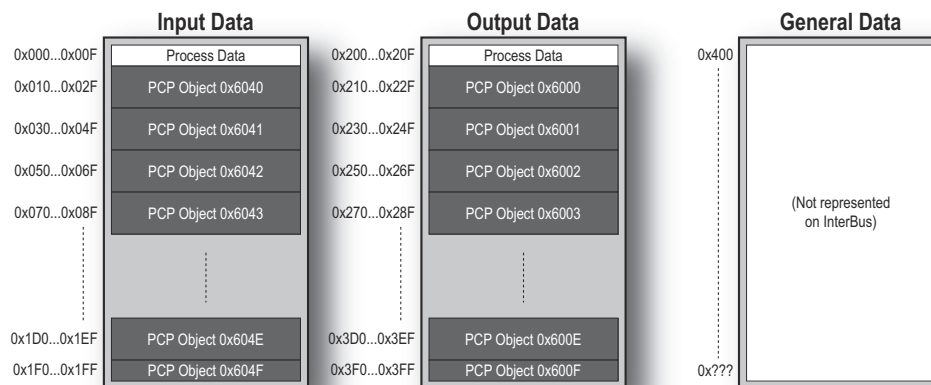 Input Data
Output Data
General Data
0x000...0x00F
Process Data
0x200...0x20F
Process Data
0x400
0x010...0x02F
PCP Object 0x6040
0x210...0x22F
PCP Object 0x6000
0x030...0x04F
PCP Object 0x6041
0x230...0x24F
PCP Object 0x6001
0x050...0x06F
PCP Object 0x6042
0x250...0x26F
PCP Object 0x6002
0x070...0x08F
PCP Object 0x6043
0x270...0x28F
PCP Object 0x6003
(Not represented
on InterBus)
0x1D0...0x1EF
PCP Object 0x604E
0x3D0...0x3EF
PCP Object 0x600E
0x1F0...0x1FF
PCP Object 0x604F
0x3F0...0x3FF
PCP Object 0x600F
0x???